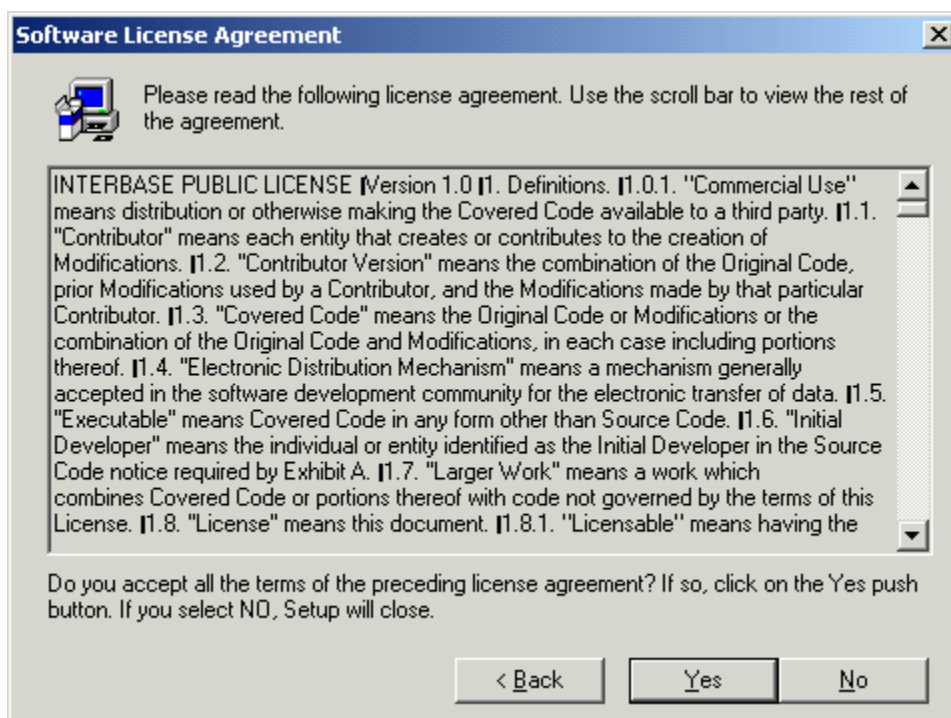 Software License Agreement
Please read the following license agreement. Use the scroll bar to view the rest of
the agreement.
INTERBASE PUBLIC LICENSE ‖Version 1.0 ‖1. Definitions. ‖1.0.1. "Commercial Use"
means distribution or otherwise making the Covered Code available to a third party. ‖1.1.
"Contributor" means each entity that creates or contributes to the creation of
Modifications. ‖1.2. "Contributor Version" means the combination of the Original Code,
prior Modifications used by a Contributor, and the Modifications made by that particular
Contributor. ‖1.3. "Covered Code" means the Original Code or Modifications or the
combination of the Original Code and Modifications, in each case including portions
thereof. ‖1.4. "Electronic Distribution Mechanism" means a mechanism generally
accepted in the software development community for the electronic transfer of data. ‖1.5.
"Executable" means Covered Code in any form other than Source Code. ‖1.6. "Initial
Developer" means the individual or entity identified as the Initial Developer in the Source
Code notice required by Exhibit A. ‖1.7. "Larger Work" means a work which
combines Covered Code or portions thereof with code not governed by the terms of this
License. ‖1.8. "License" means this document. ‖1.8.1. "Licensable" means having the
Do you accept all the terms of the preceding license agreement? If so, click on the Yes push
button. If you select NO, Setup will close.
< Back Yes No